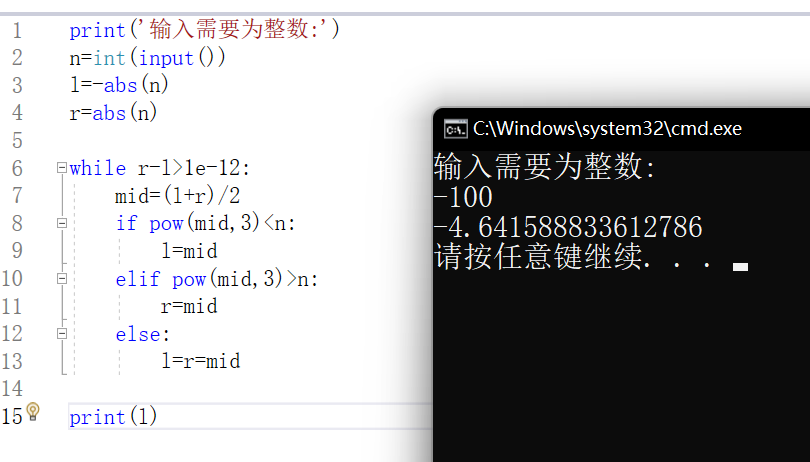 1 print('输入需要为整数:')
2 n=int(input())
3 l=-abs(n)
4 r=abs(n)
5
6 while r-l>1e-12:
7 mid=(l+r)/2
8 if pow(mid,3)<n:
9 l=mid
10 elif pow(mid,3)>n:
11 r=mid
12 else:
13 l=r=mid
14
15 print(l)
C:\Windows\system32\cmd.exe
输入需要为整数:
-100
-4.641588833612786
请按任意键继续. . .